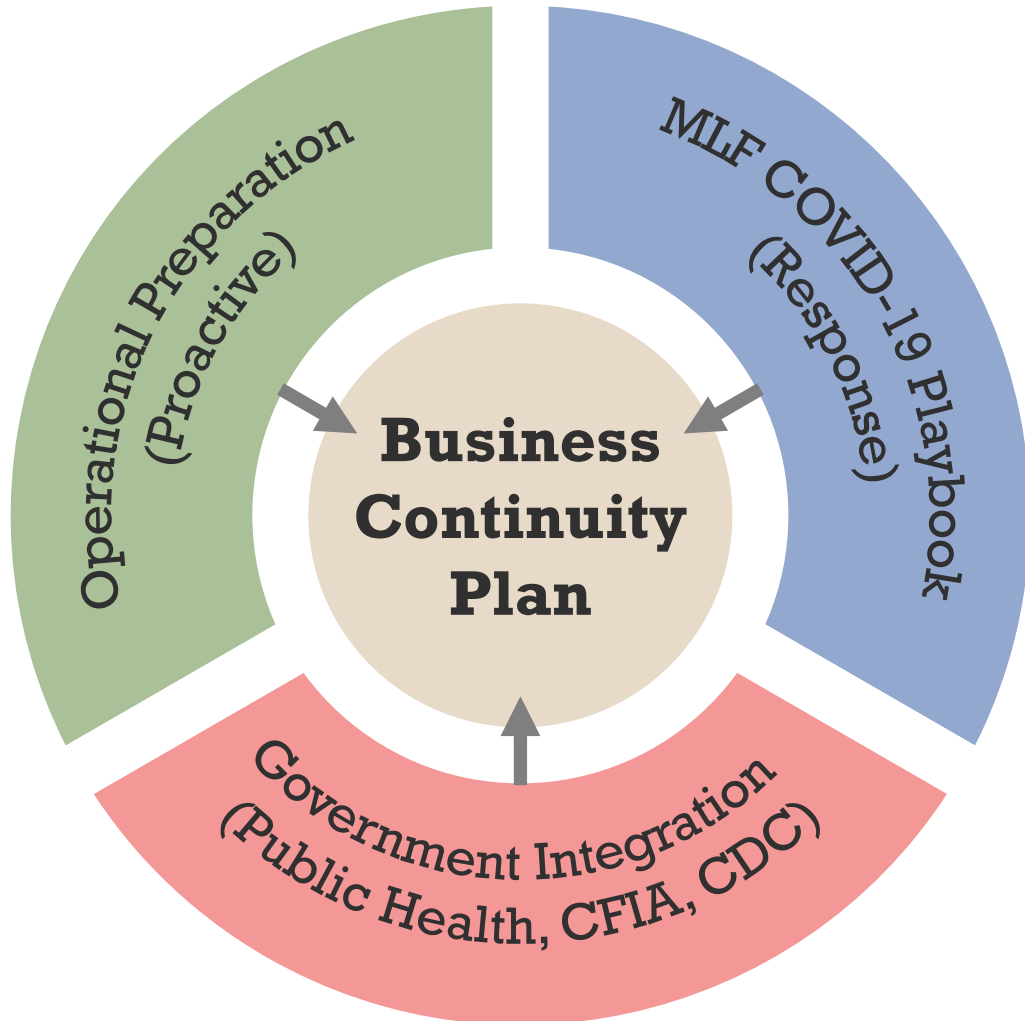 Operational Preparation
(Proactive)
MLF COVID-19 Playbook
(Response)
Business
Continuity
Plan
Government Integration
(Public Health, CFIA, CDC)